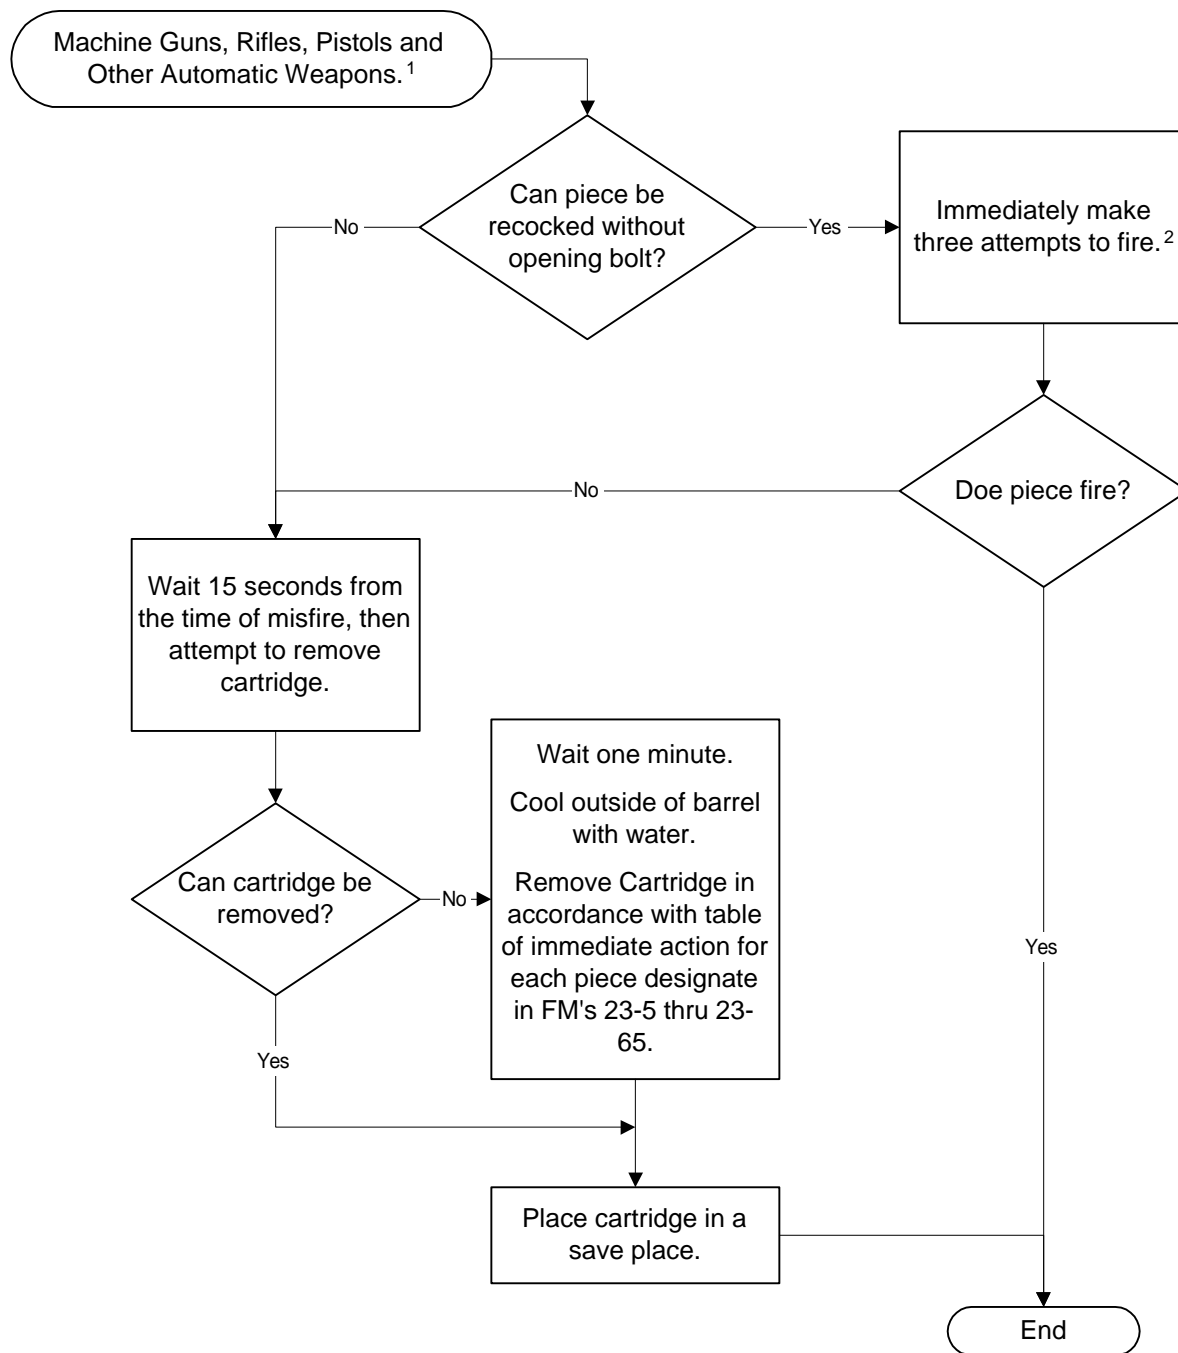 Machine Guns, Rifles, Pistols and
Other Automatic Weapons.1
Can piece be
recocked without
opening bolt?
No
Yes
Immediately make
three attempts to fire.2
Doe piece fire?
No
Wait 15 seconds from
the time of misfire, then
attempt to remove
cartridge.
Wait one minute.
Cool outside of barrel
with water.
Remove Cartridge in
accordance with table
of immediate action for
each piece designate
in FM's 23-5 thru 23-
65.
Can cartridge be
removed?
No
Yes
Yes
Place cartridge in a
save place.
End